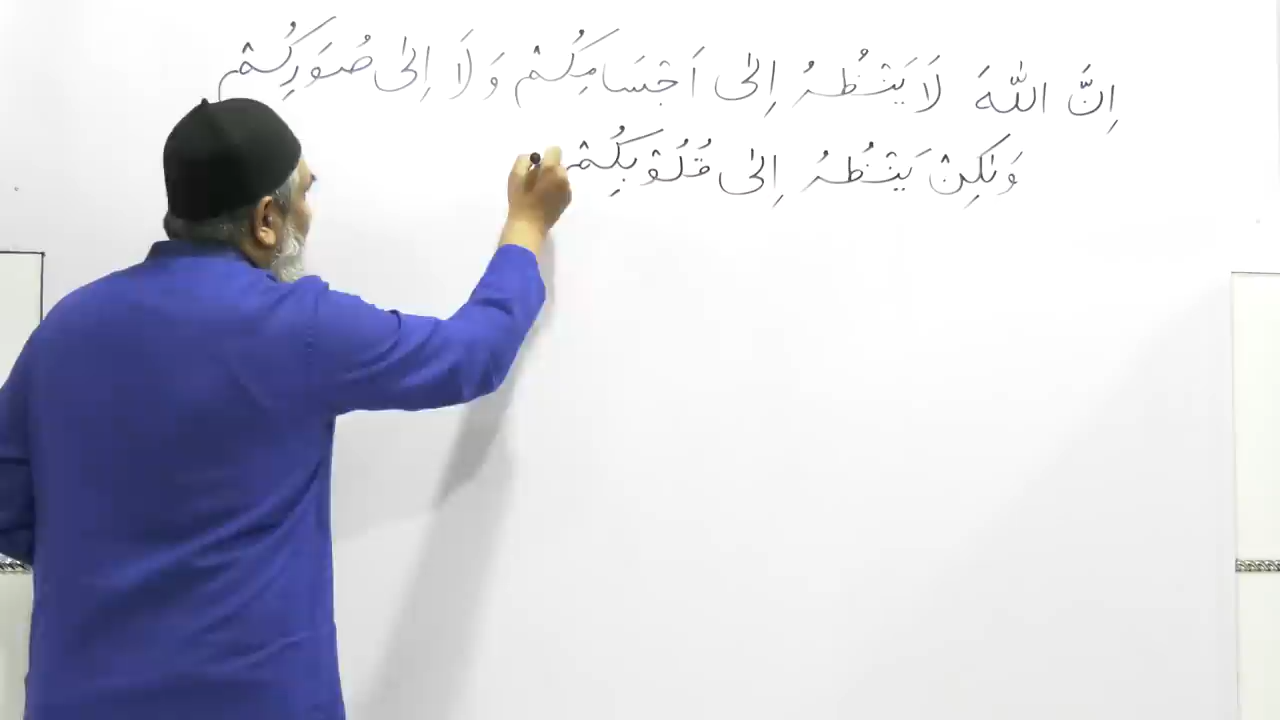 اِنَّ اللّٰهَ لَا يَنْظُرُ اِلٰى اَجْسَامِكُمْ وَلَا اِلٰى صُوَرِكُمْ
وَلٰكِنْ يَنْظُرُ اِلٰى قُلُوْبِكُمْ